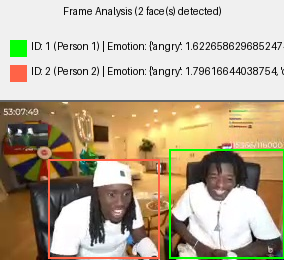 Frame Analysis (2 face(s) detected)
ID: 1 (Person 1) | Emotion: {'angry': 1.622658629685247
ID: 2 (Person 2) | Emotion: {'angry': 1.79616644038754, '
53:07:49